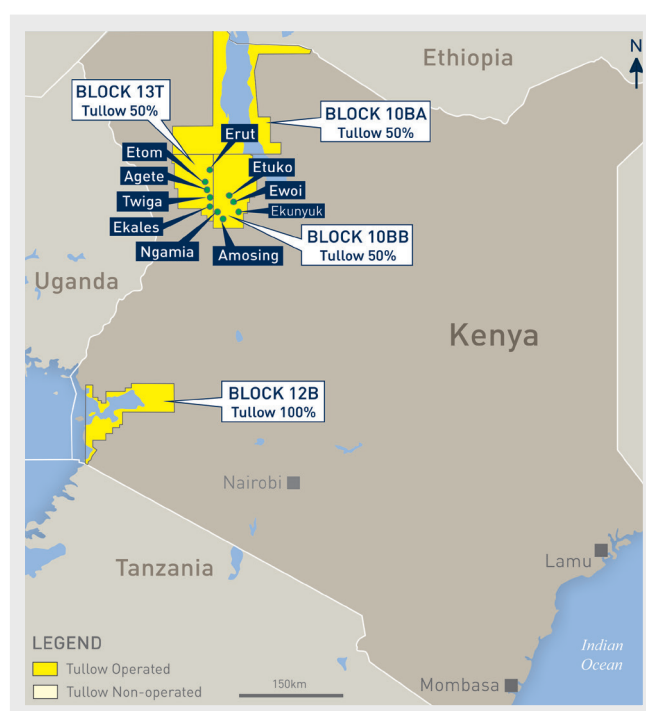 Ethiopia
N
BLOCK 13T
Tullow 50%
BLOCK 10BA
Tullow 50%
Erut
Etom
Etuko
Agete
Ewoi
Twiga
Ekunyuk
Ekales
BLOCK 10BB
Tullow 50%
Ngamia
Amosing
Uganda
Kenya
BLOCK 12B
Tullow 100%
Nairobi
Lamu
Tanzania
LEGEND
Tullow Operated
Tullow Non-operated
150km
Indian
Ocean
Mombasa